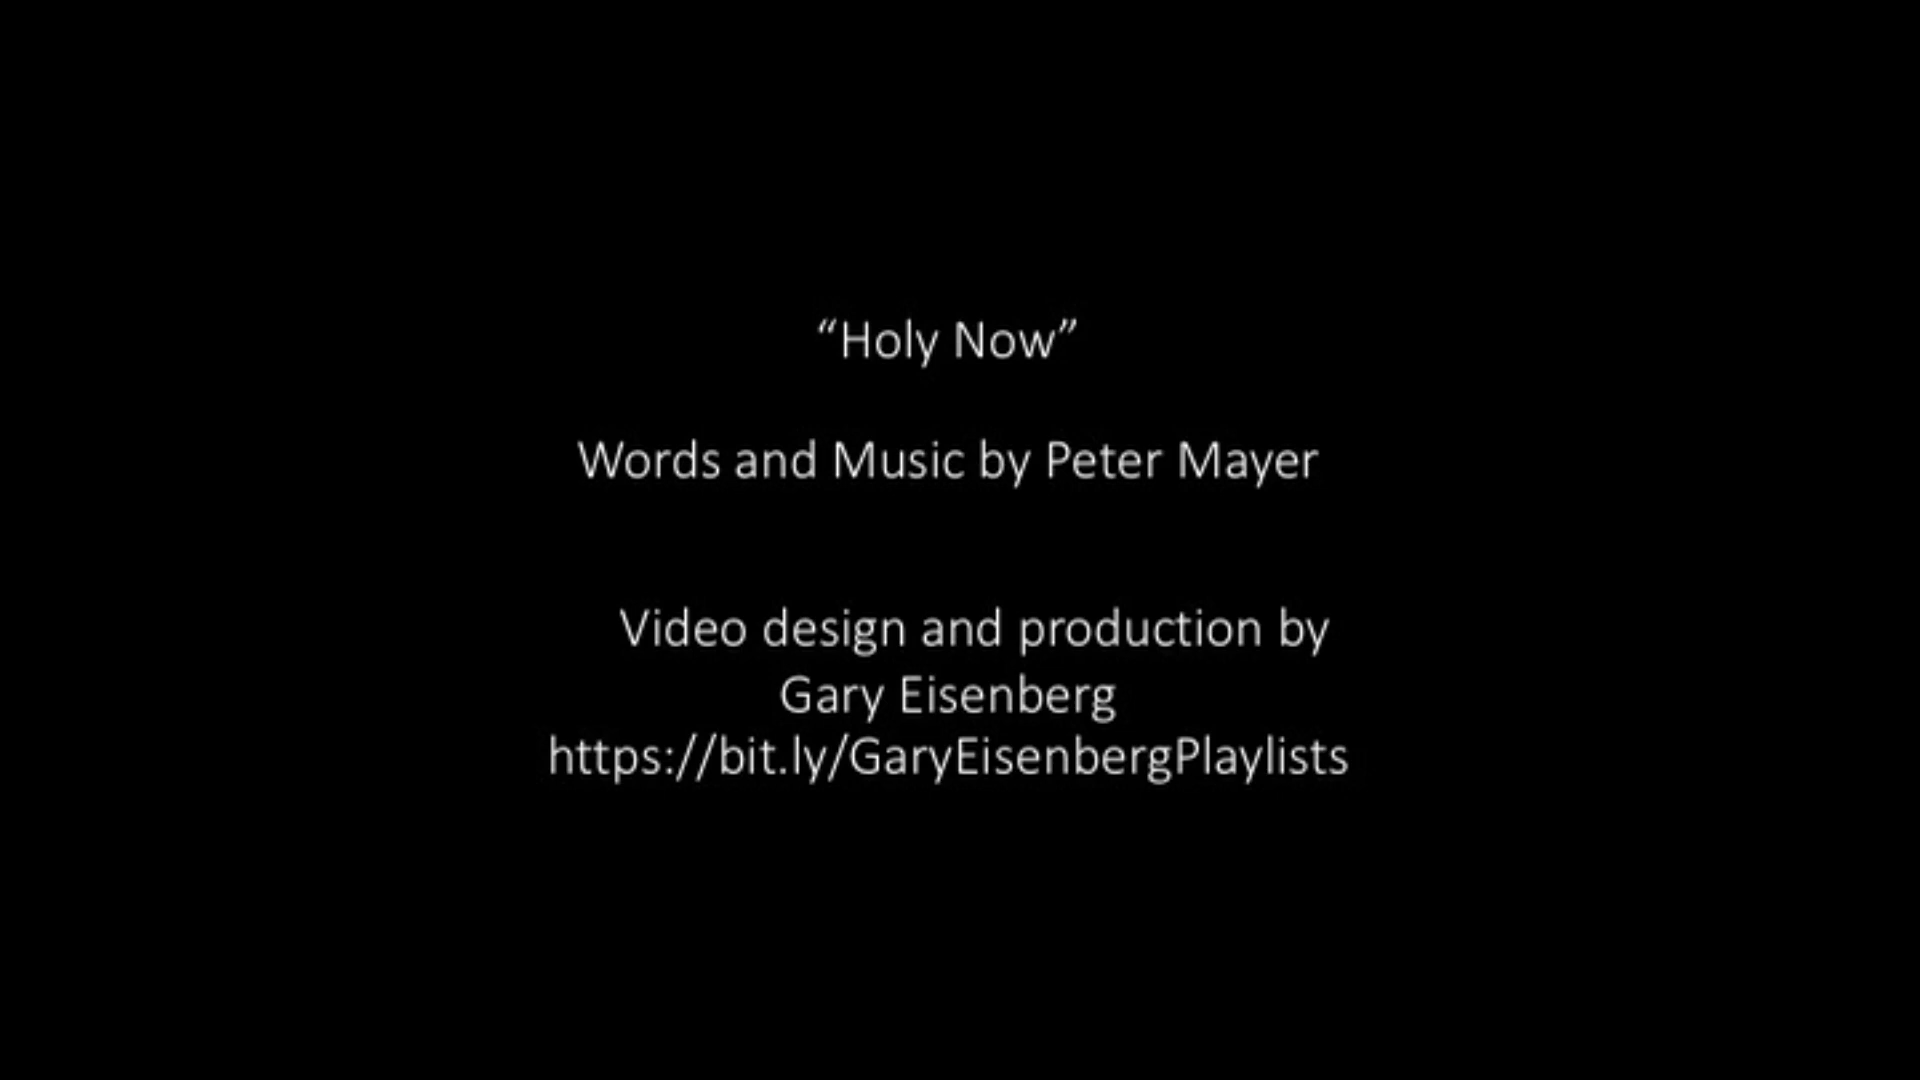 “Holy Now”
Words and Music by Peter Mayer
Video design and production by
Gary Eisenberg
https://bit.ly/GaryEisenbergPlaylists